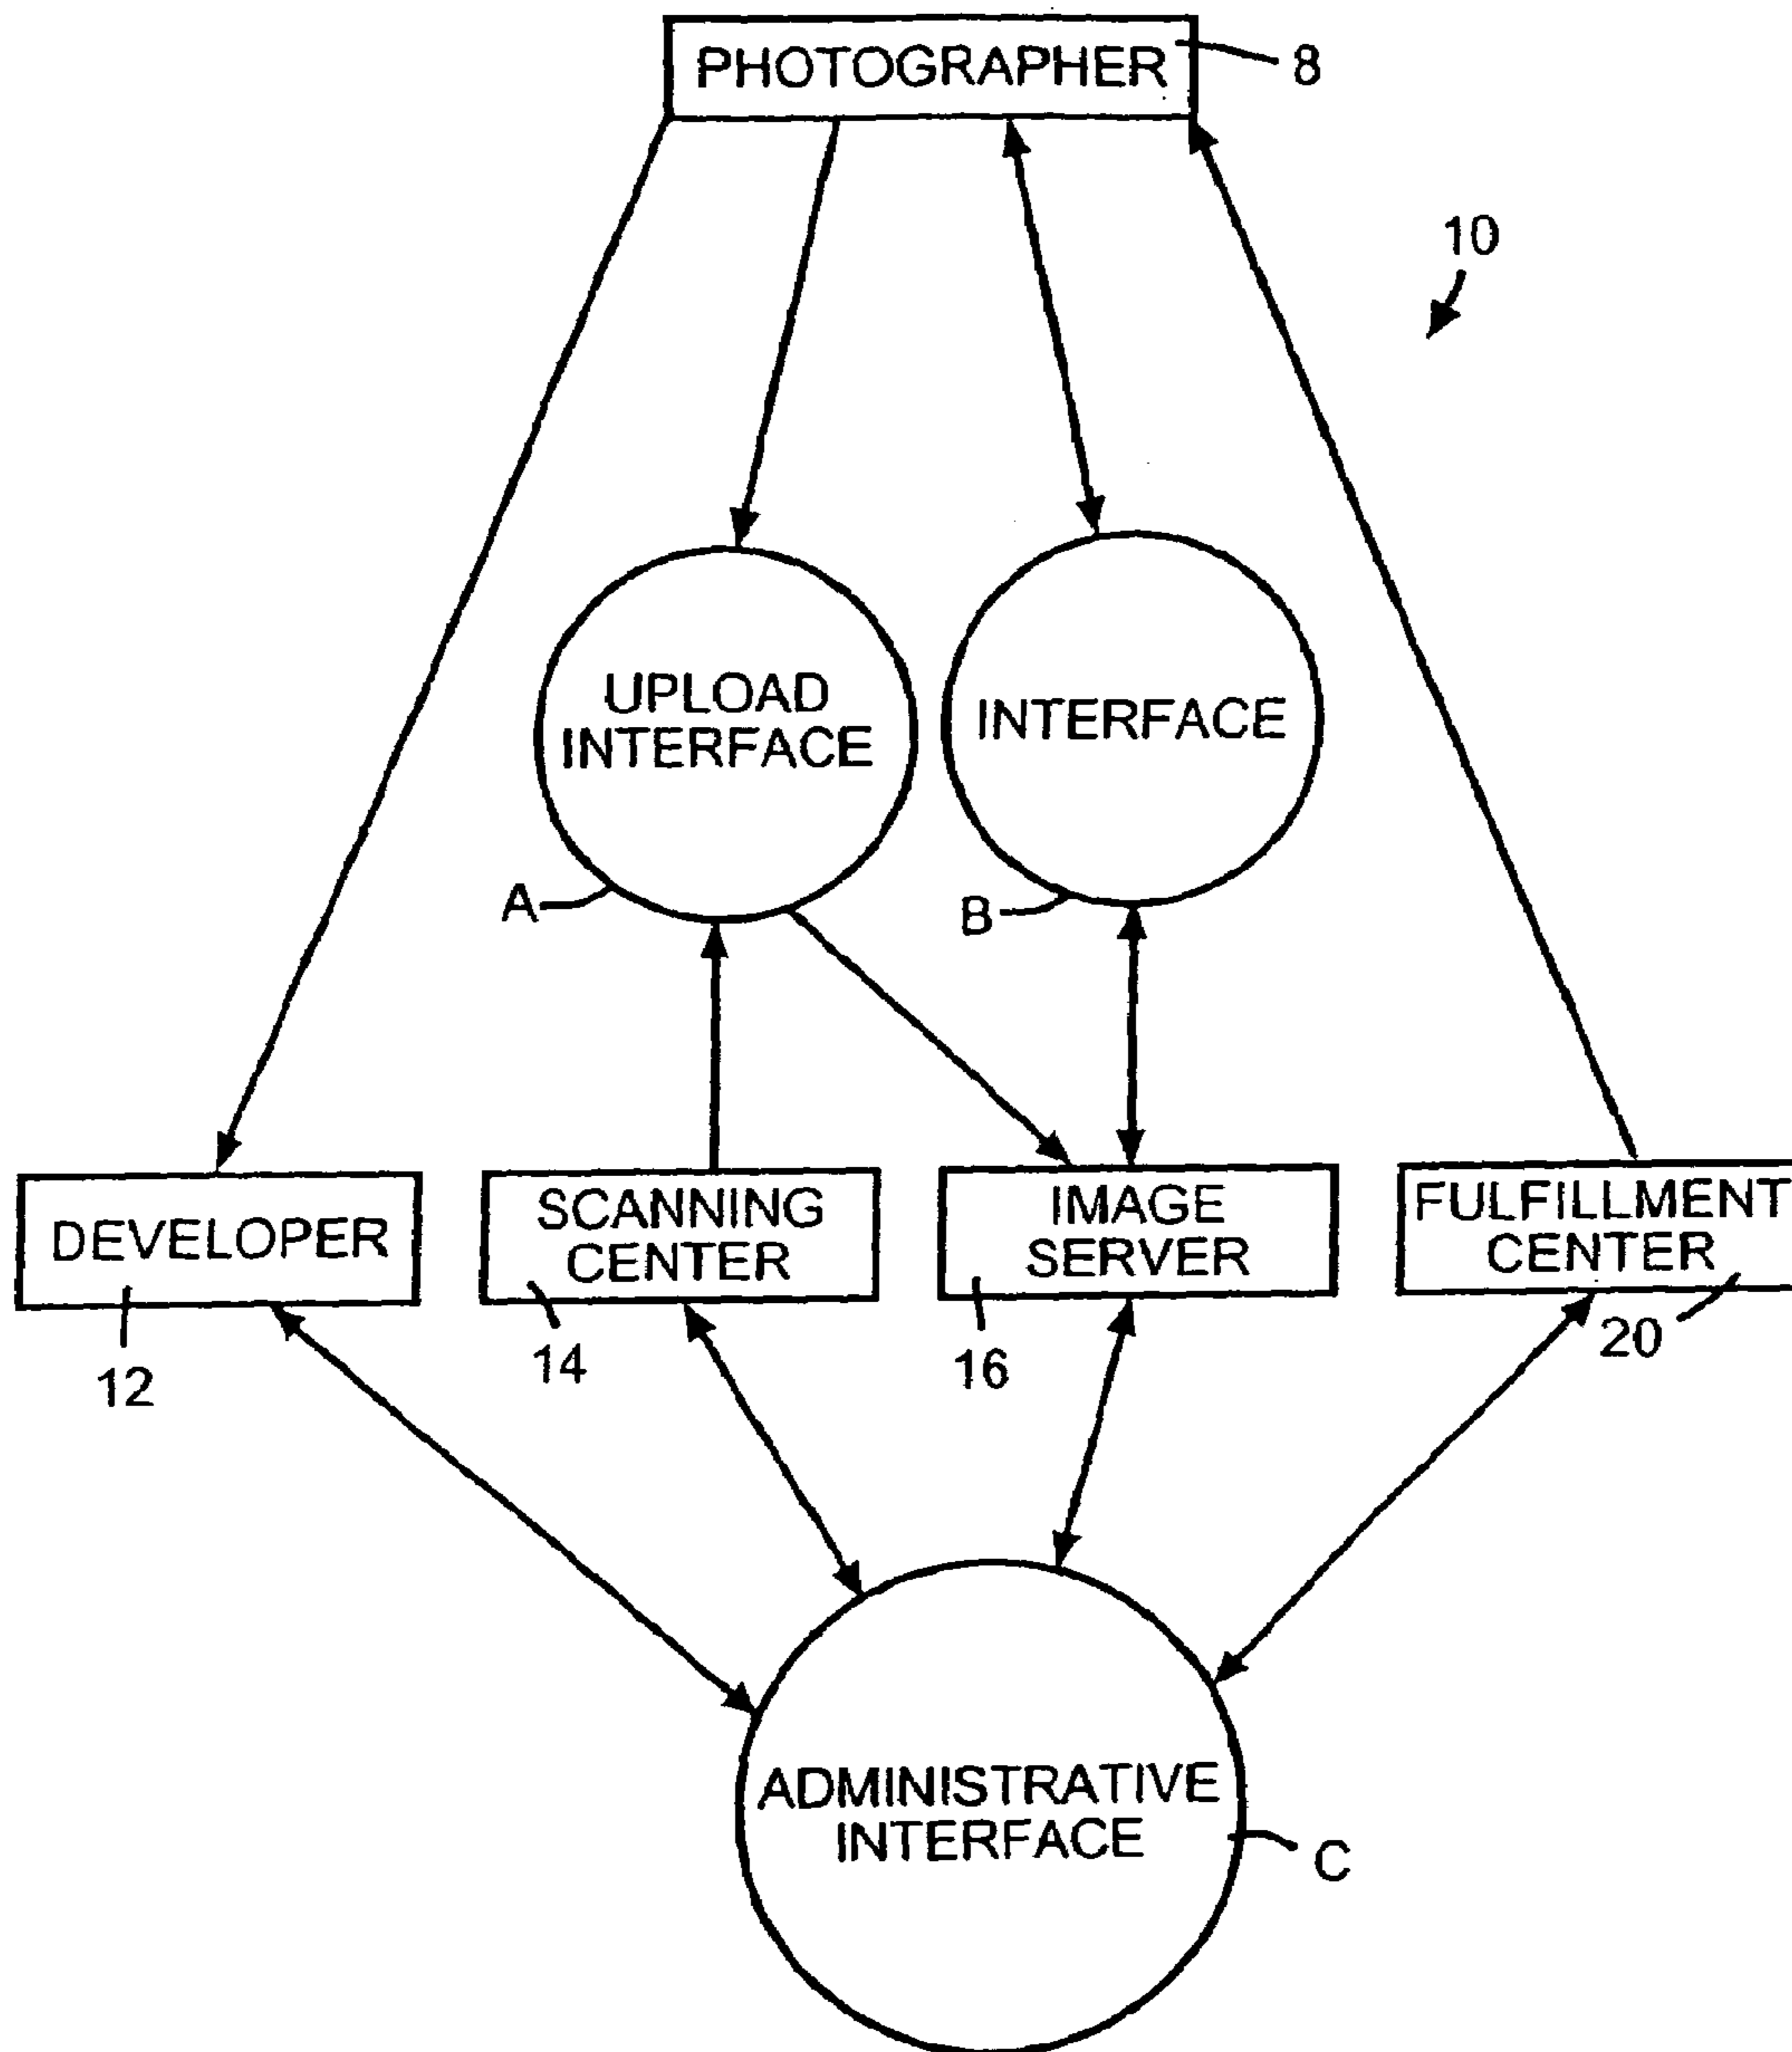 PHOTOGRAPHER
8
10
UPLOAD
INTERFACE
INTERFACE
A
B
DEVELOPER
SCANNING
CENTER
IMAGE
SERVER
FULFILLMENT
CENTER
12
14
16
20
ADMINISTRATIVE
INTERFACE
C